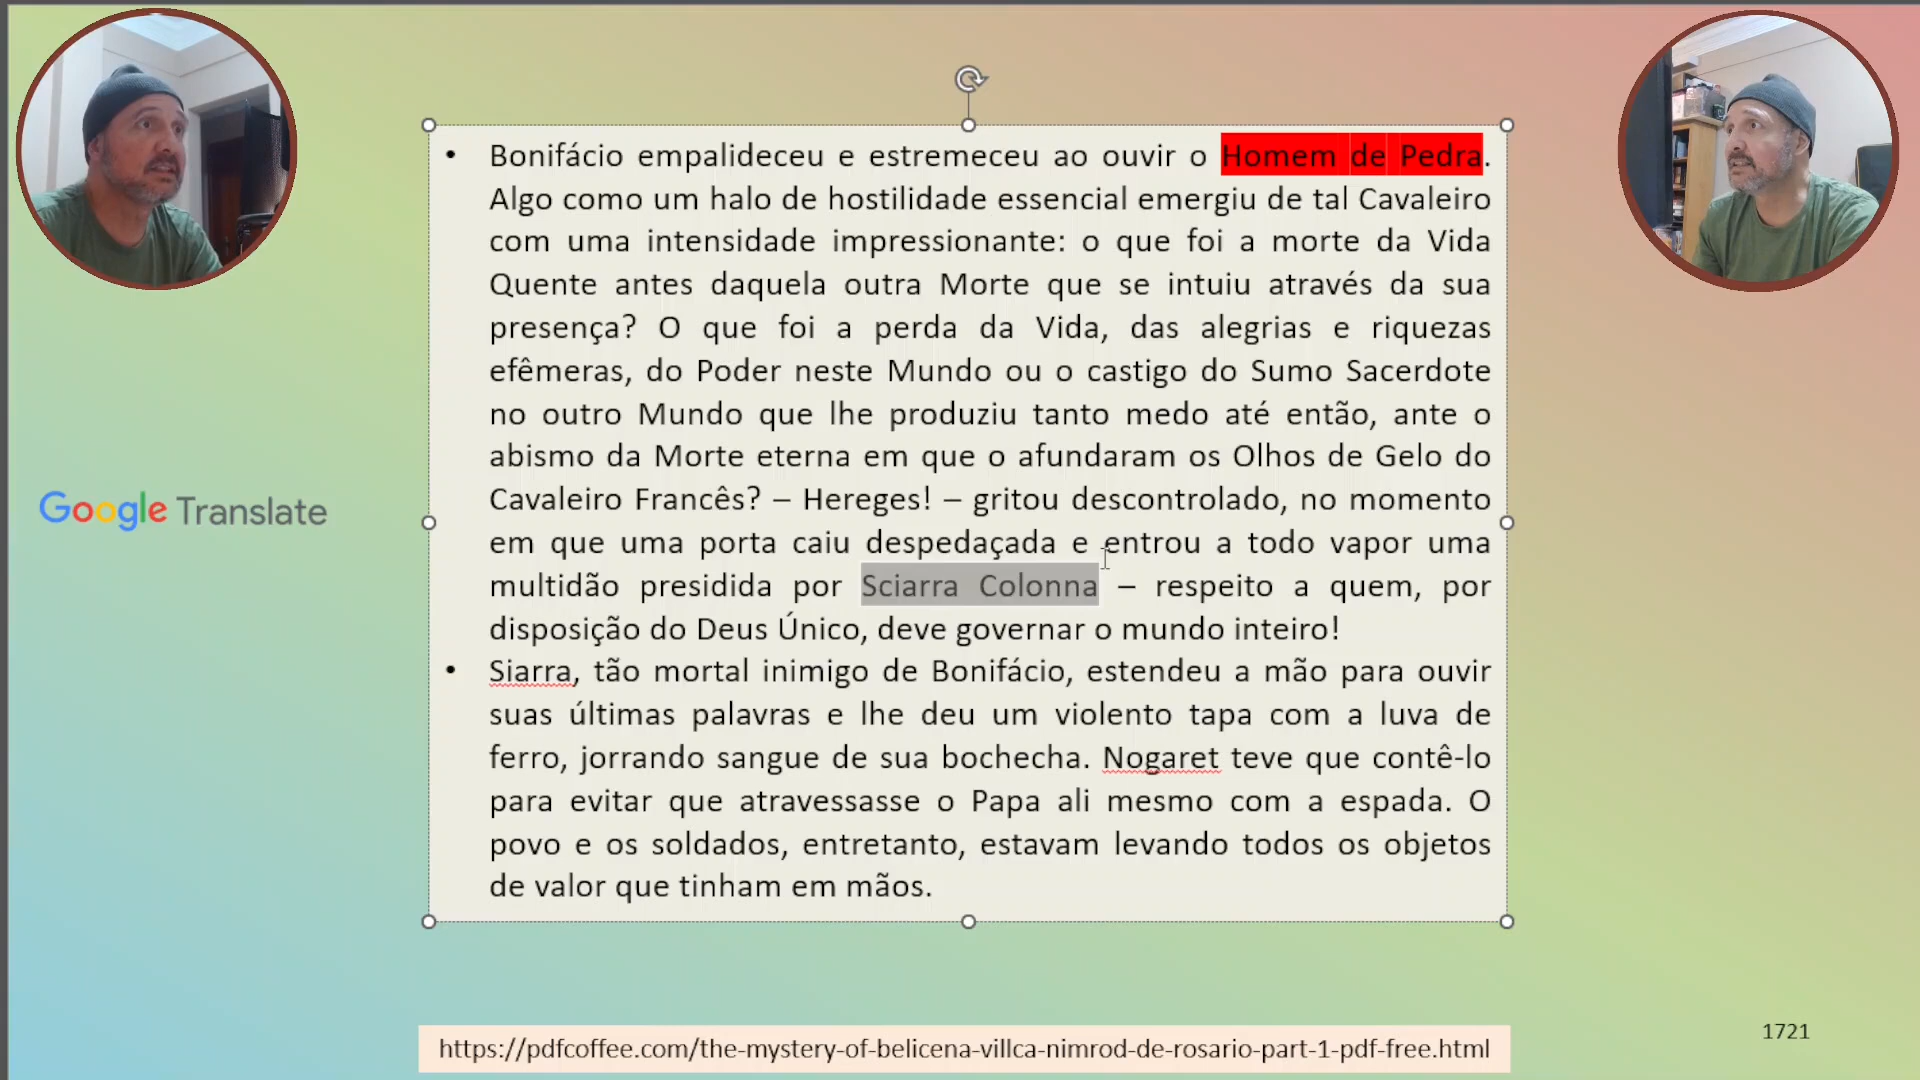 • Bonifácio empalideceu e estremeceu ao ouvir o Homem de Pedra.
Algo como um halo de hostilidade essencial emergiu de tal Cavaleiro
com uma intensidade impressionante: o que foi a morte da Vida
Quente antes daquela outra Morte que se intuiu através da sua
presença? O que foi a perda da Vida, das alegrias e riquezas
efêmeras, do Poder neste Mundo ou o castigo do Sumo Sacerdote
no outro Mundo que lhe produziu tanto medo até então, ante o
abismo da Morte eterna em que o afundaram os Olhos de Gelo do
Cavaleiro Francês? – Hereges! – gritou descontrolado, no momento
em que uma porta caiu despedaçada e entrou a todo vapor uma
multidão presidida por Sciarra Colonna – respeito a quem, por
disposição do Deus Único, deve governar o mundo inteiro!
• Siarra, tão mortal inimigo de Bonifácio, estendeu a mão para ouvir
suas últimas palavras e lhe deu um violento tapa com a luva de
ferro, jorrando sangue de sua bochecha. Nogaret teve que contê-lo
para evitar que atravessasse o Papa ali mesmo com a espada. O
povo e os soldados, entretanto, estavam levando todos os objetos
de valor que tinham em mãos.
Google Translate
1721
https://pdfcoffee.com/the-mystery-of-belicena-villca-nimrod-de-rosario-part-1-pdf-free.html